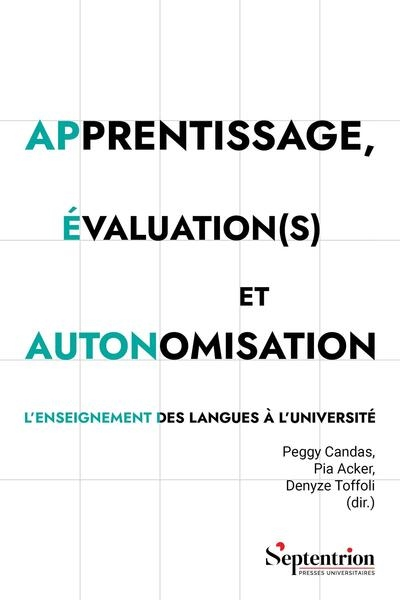 APPRENTISSAGE,
ÉVALUATION(S)
ET
AUTONOMISATION
L'ENSEIGNEMENT DES LANGUES À L'UNIVERSITÉ
Peggy Candas,
Pia Acker,
Denyze Toffoli
(dir.)
Septentrion
PRESSES UNIVERSITAIRES